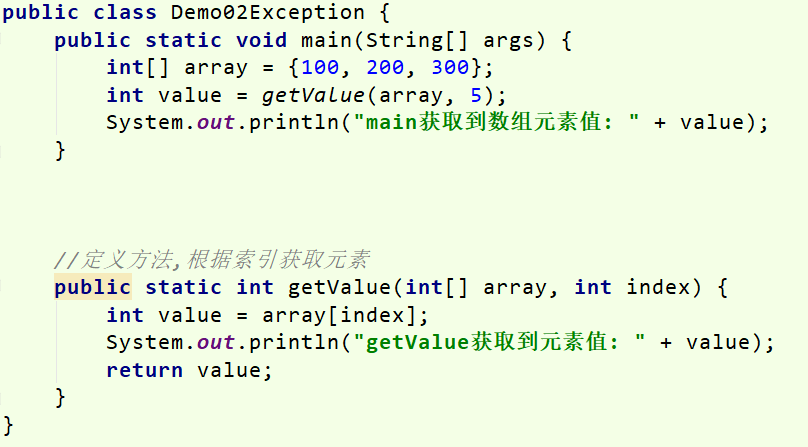 public class Demo02Exception {
    public static void main(String[] args) {
        int[] array = {100, 200, 300};
        int value = getValue(array, 5);
        System.out.println("main获取到数组元素值: " + value);
    }
    //定义方法,根据索引获取元素
    public static int getValue(int[] array, int index) {
        int value = array[index];
        System.out.println("getValue获取到元素值: " + value);
        return value;
    }
}